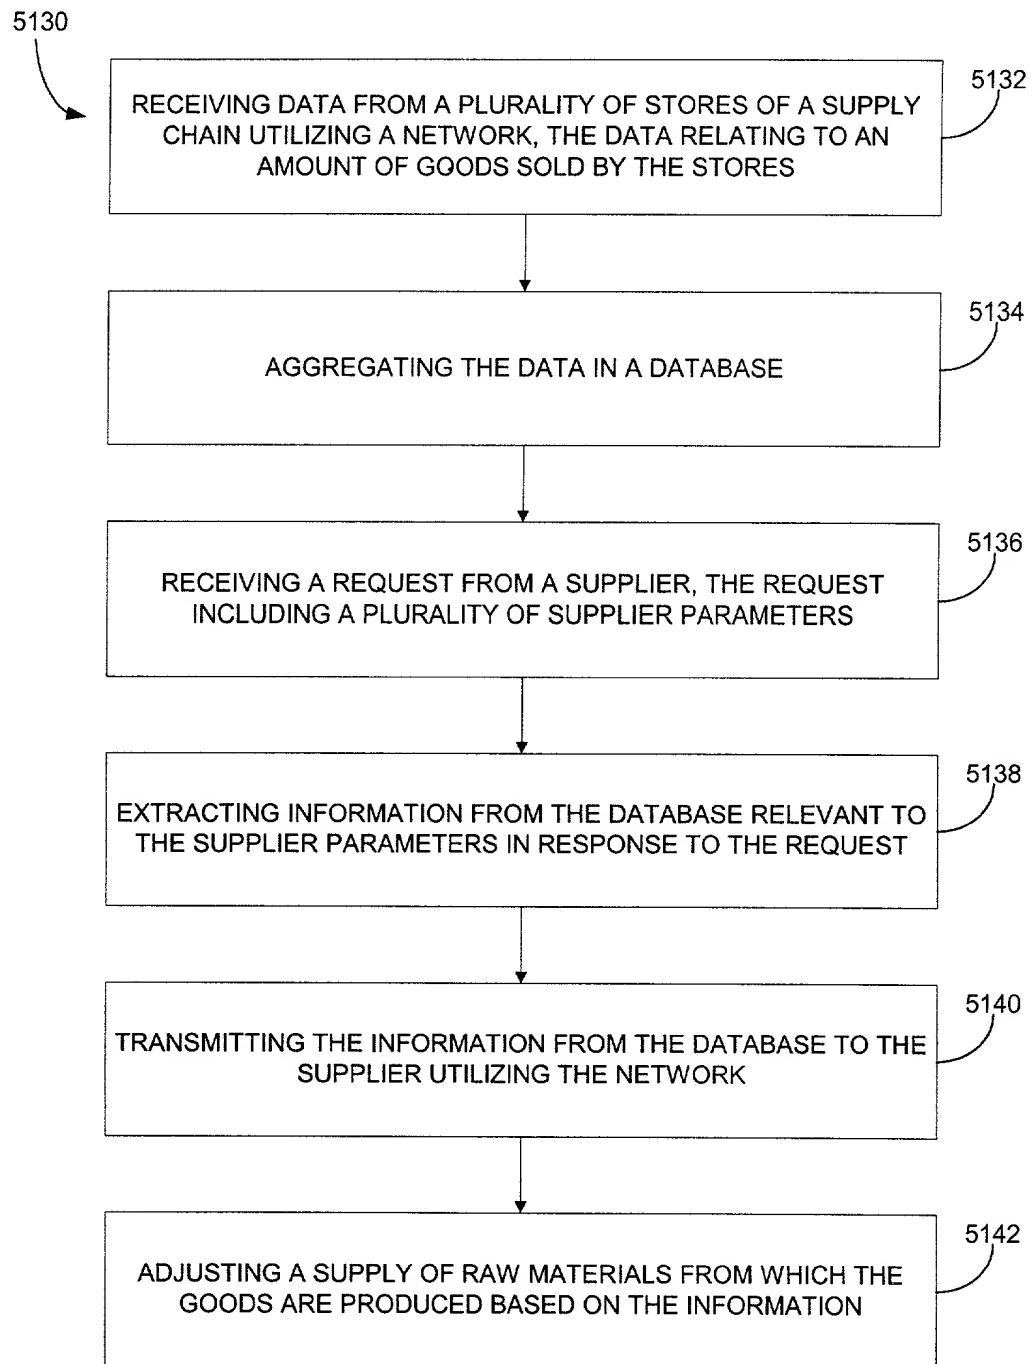 5130
5132
RECEIVING DATA FROM A PLURALITY OF STORES OF A SUPPLY
CHAIN UTILIZING A NETWORK, THE DATA RELATING TO AN
AMOUNT OF GOODS SOLD BY THE STORES
5134
AGGREGATING THE DATA IN A DATABASE
5136
RECEIVING A REQUEST FROM A SUPPLIER, THE REQUEST
INCLUDING A PLURALITY OF SUPPLIER PARAMETERS
5138
EXTRACTING INFORMATION FROM THE DATABASE RELEVANT TO
THE SUPPLIER PARAMETERS IN RESPONSE TO THE REQUEST
5140
TRANSMITTING THE INFORMATION FROM THE DATABASE TO THE
SUPPLIER UTILIZING THE NETWORK
5142
ADJUSTING A SUPPLY OF RAW MATERIALS FROM WHICH THE
GOODS ARE PRODUCED BASED ON THE INFORMATION